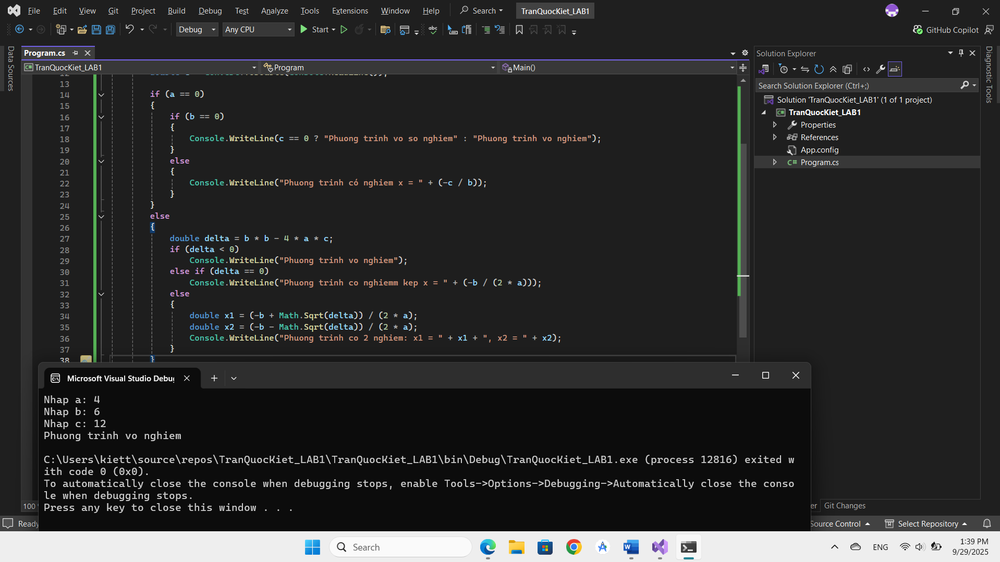 File Edit View Git Project Build Debug Test Analyze Tools Extensions Window Help Search TranQuocKiet_LAB1
Debug Any CPU Start GitHub Copilot
Data Sources
Program.cs
TranQuocKiet_LAB1 Program Main()
13
14 if (a == 0)
15 {
16 if (b == 0)
17 {
18 Console.WriteLine(c == 0 ? "Phuong trinh vo so nghiem" : "Phuong trinh vo nghiem");
19 }
20 else
21 {
22 Console.WriteLine("Phuong trinh có nghiem x = " + (-c / b));
23 }
24 }
25 else
26 {
27 double delta = b * b - 4 * a * c;
28 if (delta < 0)
29 Console.WriteLine("Phuong trinh vo nghiem");
30 else if (delta == 0)
31 Console.WriteLine("Phuong trinh co nghiemm kep x = " + (-b / (2 * a)));
32 else
33 {
34 double x1 = (-b + Math.Sqrt(delta)) / (2 * a);
35 double x2 = (-b - Math.Sqrt(delta)) / (2 * a);
36 Console.WriteLine("Phuong trinh co 2 nghiem: x1 = " + x1 + ", x2 = " + x2);
37 }
38 }
Solution Explorer
Search Solution Explorer (Ctrl+;)
Solution 'TranQuocKiet_LAB1' (1 of 1 project)
TranQuocKiet_LAB1
Properties
References
App.config
C# Program.cs
Diagnostic Tools
Microsoft Visual Studio Debug
Nhap a: 4
Nhap b: 6
Nhap c: 12
Phuong trinh vo nghiem
C:\Users\kiett\source\repos\TranQuocKiet_LAB1\TranQuocKiet_LAB1\bin\Debug\TranQuocKiet_LAB1.exe (process 12816) exited w
ith code 0 (0x0).
To automatically close the console when debugging stops, enable Tools->Options->Debugging->Automatically close the conso
le when debugging stops.
Press any key to close this window . . .
100
er Git Changes
Ready
Source Control Select Repository
Search
ENG
1:39 PM
9/29/2025